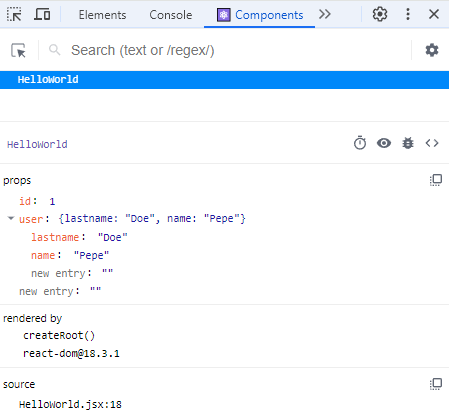 Elements Console Components
Search (text or /regex/)
HelloWorld
HelloWorld
props
id: 1
user: {lastname: "Doe", name: "Pepe"}
lastname: "Doe"
name: "Pepe"
new entry: ""
new entry: ""
rendered by
createRoot()
react-dom@18.3.1
source
HelloWorld.jsx:18